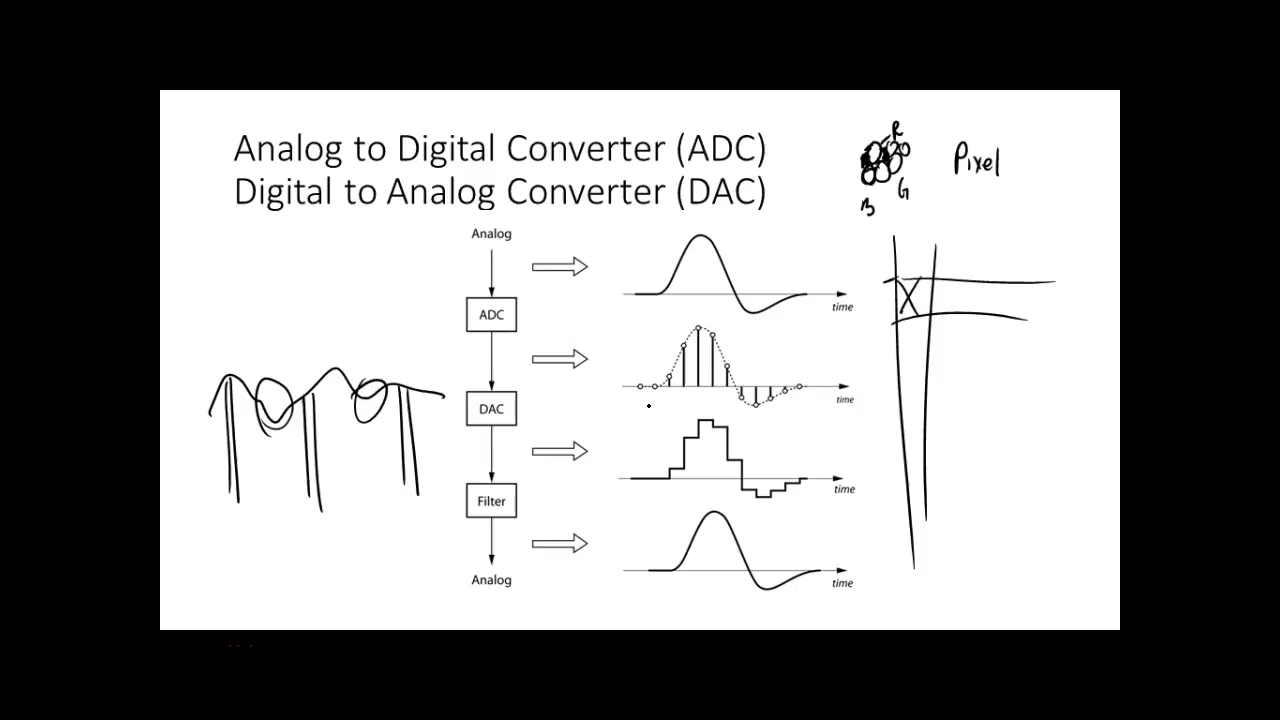 Analog to Digital Converter (ADC)
Digital to Analog Converter (DAC)
R
Pixel
G
B
Analog
time
ADC
time
DAC
time
Filter
time
Analog
X